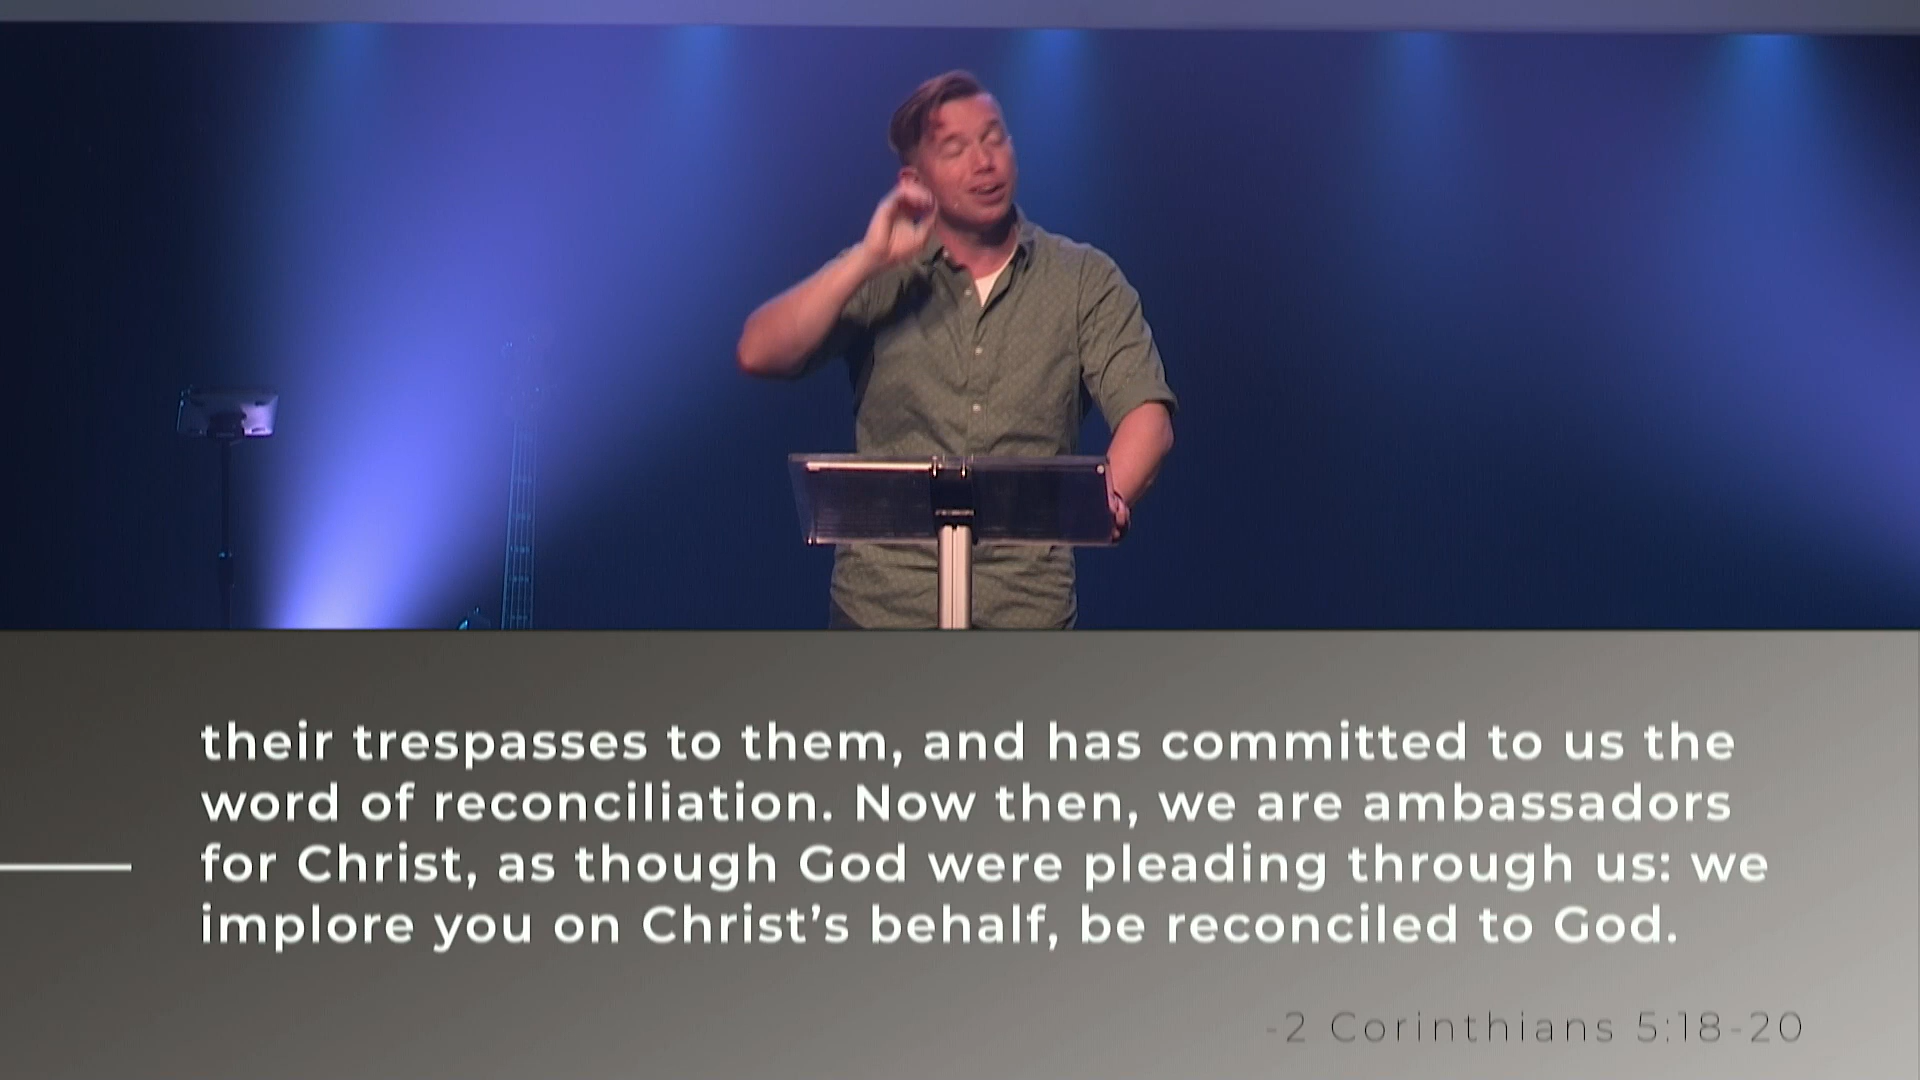 their trespasses to them, and has committed to us the
word of reconciliation. Now then, we are ambassadors
for Christ, as though God were pleading through us: we
implore you on Christ’s behalf, be reconciled to God.
-2 Corinthians 5:18-20